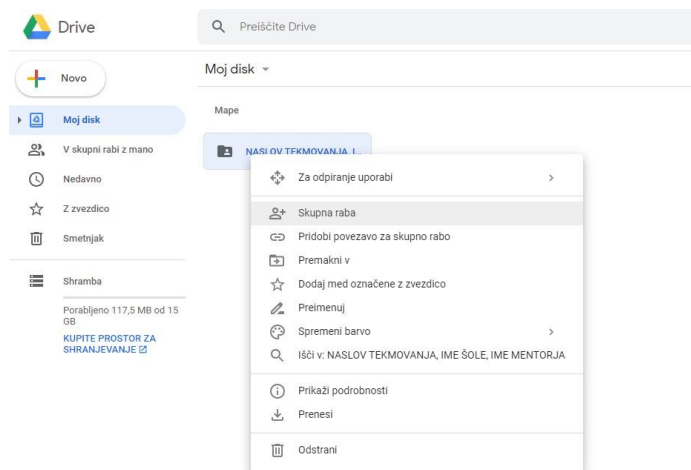 Drive
Preiščite Drive
Novo
Moj disk
Moj disk
V skupni rabi z mano
Nedavno
Z zvezdico
Smetnjak
Shramba
Porabljeno 117,5 MB od 15
GB
KUPITE PROSTOR ZA
SHRANJEVANJE
Mape
NASLOV TEKMOVANJA, I...
Za odpiranje uporabi
Skupna raba
Pridobi povezavo za skupno rabo
Premakni v
Dodaj med označene z zvezdico
Preimenuj
Spremeni barvo
Išči v: NASLOV TEKMOVANJA, IME ŠOLE, IME MENTORJA
Prikaži podrobnosti
Prenesi
Odstrani